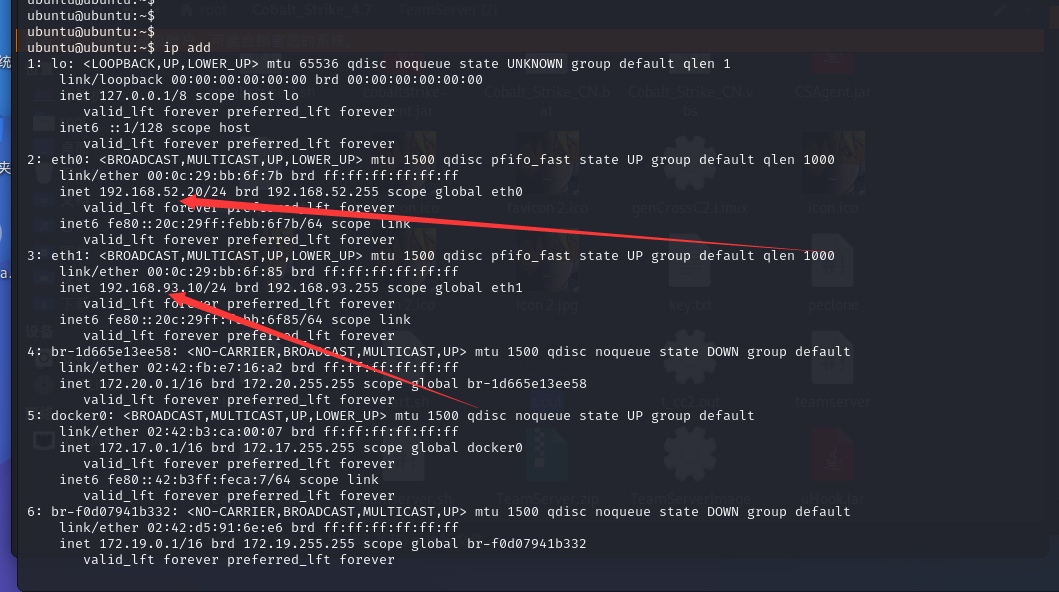 ubuntu@ubuntu:~$
ubuntu@ubuntu:~$
ubuntu@ubuntu:~$
ubuntu@ubuntu:~$ ip add
1: lo: <LOOPBACK,UP,LOWER_UP> mtu 65536 qdisc noqueue state UNKNOWN group default qlen 1
    link/loopback 00:00:00:00:00:00 brd 00:00:00:00:00:00
    inet 127.0.0.1/8 scope host lo
       valid_lft forever preferred_lft forever
    inet6 ::1/128 scope host
       valid_lft forever preferred_lft forever
2: eth0: <BROADCAST,MULTICAST,UP,LOWER_UP> mtu 1500 qdisc pfifo_fast state UP group default qlen 1000
    link/ether 00:0c:29:bb:6f:7b brd ff:ff:ff:ff:ff:ff
    inet 192.168.52.20/24 brd 192.168.52.255 scope global eth0
       valid_lft forever preferred_lft forever
    inet6 fe80::20c:29ff:febb:6f7b/64 scope link
       valid_lft forever preferred_lft forever
3: eth1: <BROADCAST,MULTICAST,UP,LOWER_UP> mtu 1500 qdisc pfifo_fast state UP group default qlen 1000
    link/ether 00:0c:29:bb:6f:85 brd ff:ff:ff:ff:ff:ff
    inet 192.168.93.10/24 brd 192.168.93.255 scope global eth1
       valid_lft forever preferred_lft forever
    inet6 fe80::20c:29ff:febb:6f85/64 scope link
       valid_lft forever preferred_lft forever
4: br-1d665e13ee58: <NO-CARRIER,BROADCAST,MULTICAST,UP> mtu 1500 qdisc noqueue state DOWN group default
    link/ether 02:42:fb:e7:16:a2 brd ff:ff:ff:ff:ff:ff
    inet 172.20.0.1/16 brd 172.20.255.255 scope global br-1d665e13ee58
       valid_lft forever preferred_lft forever
5: docker0: <BROADCAST,MULTICAST,UP,LOWER_UP> mtu 1500 qdisc noqueue state UP group default
    link/ether 02:42:b3:ca:00:07 brd ff:ff:ff:ff:ff:ff
    inet 172.17.0.1/16 brd 172.17.255.255 scope global docker0
       valid_lft forever preferred_lft forever
    inet6 fe80::42:b3ff:feca:7/64 scope link
       valid_lft forever preferred_lft forever
6: br-f0d07941b332: <NO-CARRIER,BROADCAST,MULTICAST,UP> mtu 1500 qdisc noqueue state DOWN group default
    link/ether 02:42:d5:91:6e:e6 brd ff:ff:ff:ff:ff:ff
    inet 172.19.0.1/16 brd 172.19.255.255 scope global br-f0d07941b332
       valid_lft forever preferred_lft forever